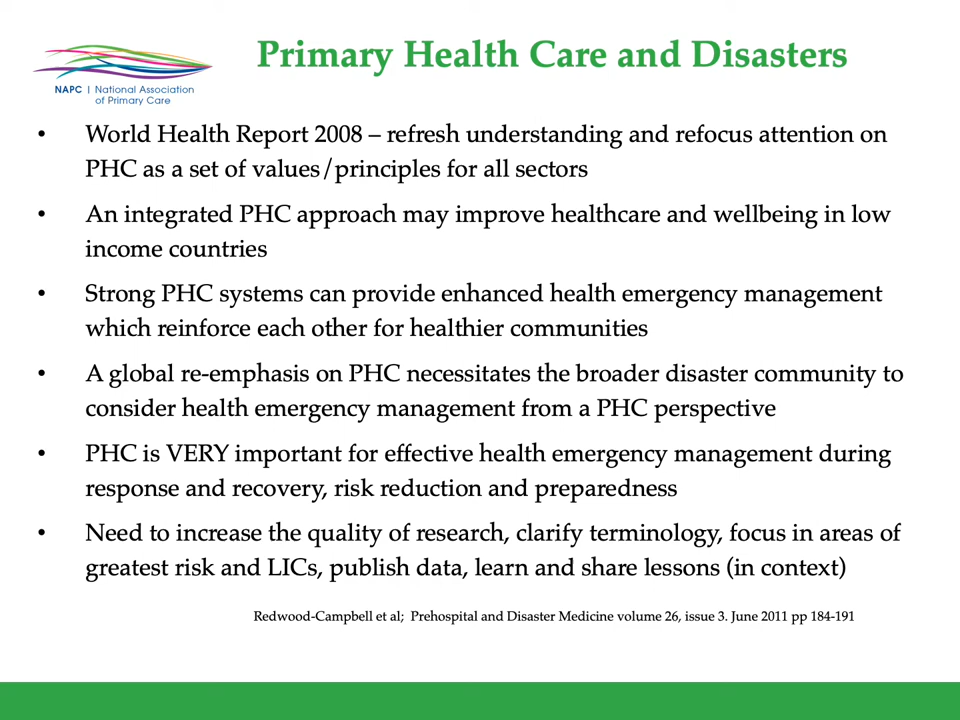 Primary Health Care and Disasters
NAPC | National Association
of Primary Care
• World Health Report 2008 – refresh understanding and refocus attention on
PHC as a set of values/principles for all sectors
• An integrated PHC approach may improve healthcare and wellbeing in low
income countries
• Strong PHC systems can provide enhanced health emergency management
which reinforce each other for healthier communities
• A global re-emphasis on PHC necessitates the broader disaster community to
consider health emergency management from a PHC perspective
• PHC is VERY important for effective health emergency management during
response and recovery, risk reduction and preparedness
• Need to increase the quality of research, clarify terminology, focus in areas of
greatest risk and LICs, publish data, learn and share lessons (in context)
Redwood-Campbell et al; Prehospital and Disaster Medicine volume 26, issue 3. June 2011 pp 184-191